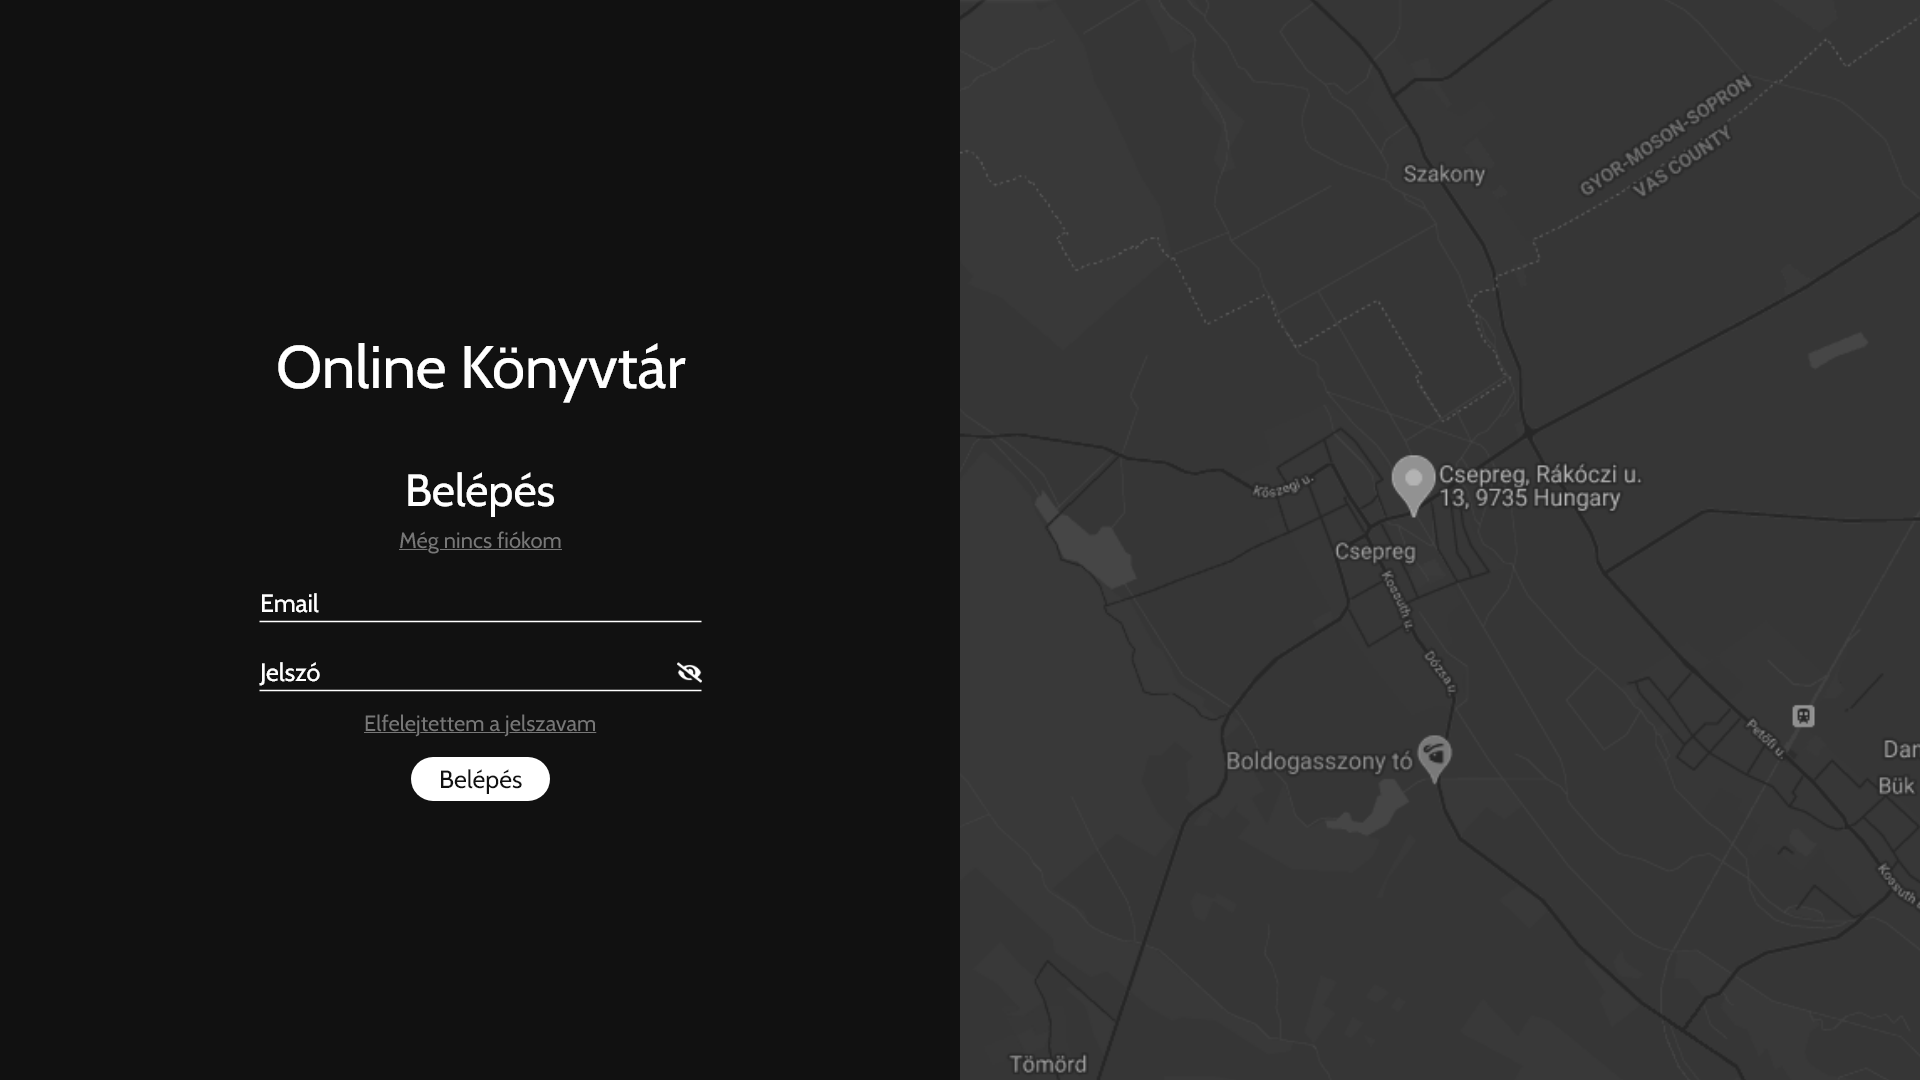 Online Könyvtár
Belépés
Még nincs fiókom
Email
Jelszó
Elfelejtettem a jelszavam
Belépés
GYOR-MOSON-SOPRON
VAS COUNTY
Szakony
Csepreg, Rákóczi u.
13, 9735 Hungary
Kőszegi u.
Csepreg
Kossuth u.
Dózsa u.
Petőfi u.
Boldogasszony tó
Dar
Bük
Kossuth u
Tömörd